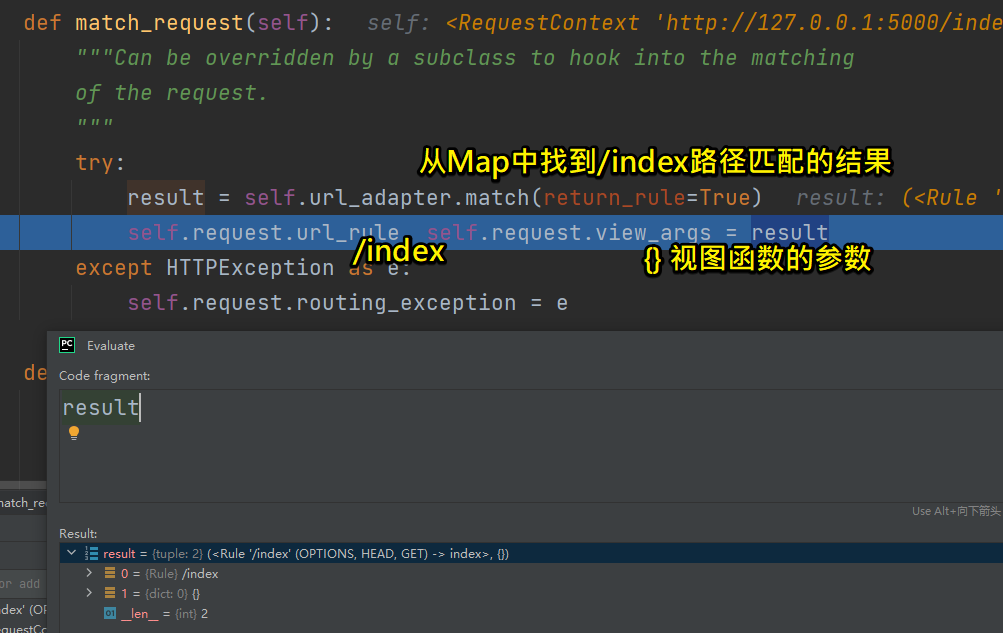 def match_request(self):   self: <RequestContext 'http://127.0.0.1:5000/inde
"""Can be overridden by a subclass to hook into the matching
of the request.
"""
try:
从Map中找到/index路径匹配的结果
result = self.url_adapter.match(return_rule=True)   result: (<Rule '
self.request.url_rule, self.request.view_args = result
/index
{} 视图函数的参数
except HTTPException as e:
self.request.routing_exception = e
PC Evaluate
Code fragment:
de
result
match_re
Use Alt+向下箭头
Result:
result = {tuple: 2} (<Rule '/index' (OPTIONS, HEAD, GET) -> index>, {})
0 = {Rule} /index
or add
1 = {dict: 0} {}
01 __len__ = {int} 2
ndex' (OF
equestCo